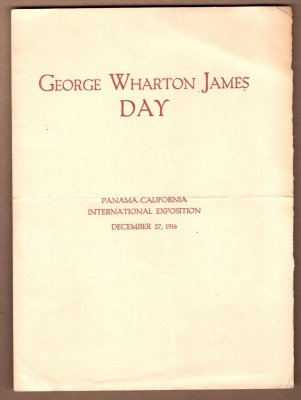 GEORGE WHARTON JAMES
DAY
PANAMA-CALIFORNIA
INTERNATIONAL EXPOSITION
DECEMBER 27, 1916